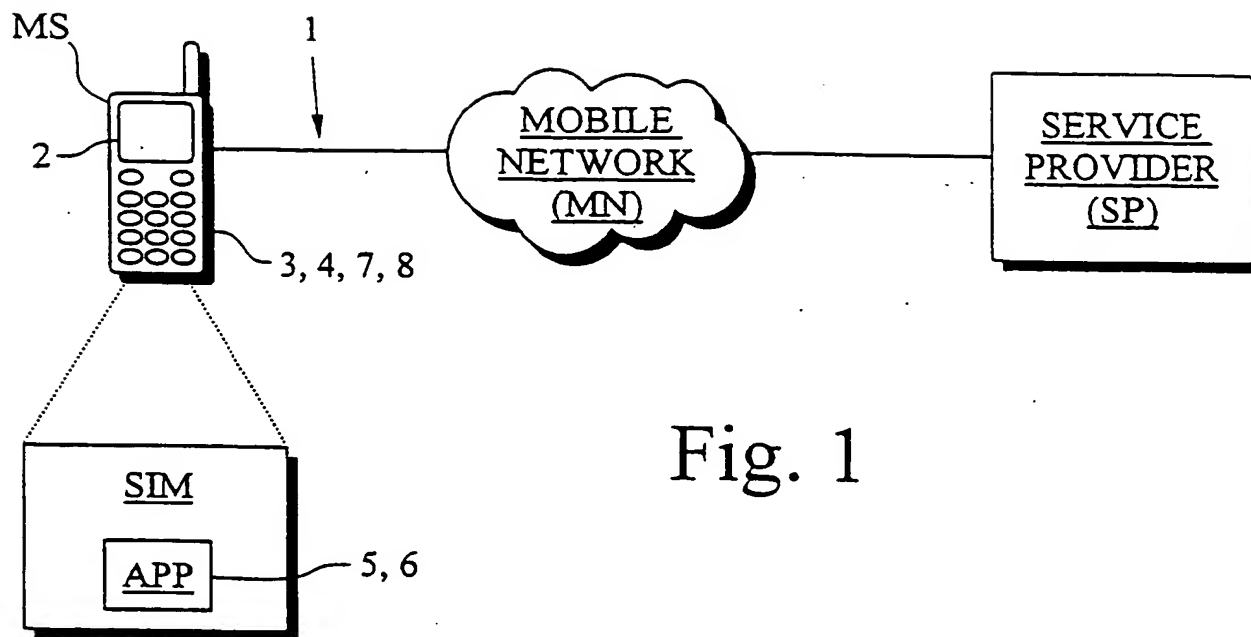 MS
1
2
3, 4, 7, 8
MOBILE
NETWORK
(MN)
SERVICE
PROVIDER
(SP)
SIM
APP
5, 6
Fig. 1